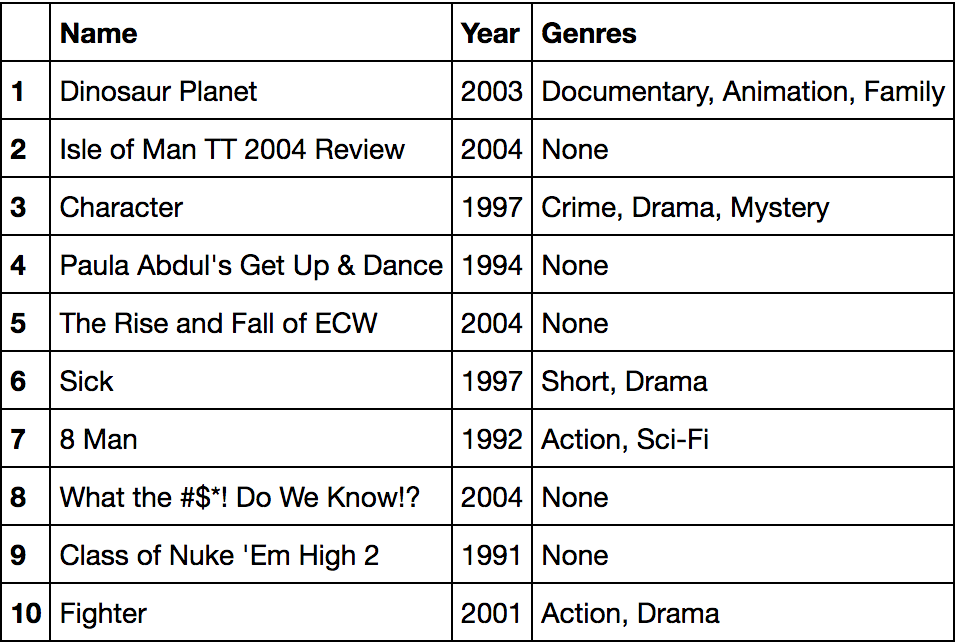 Name Year Genres
1 Dinosaur Planet 2003 Documentary, Animation, Family
2 Isle of Man TT 2004 Review 2004 None
3 Character 1997 Crime, Drama, Mystery
4 Paula Abdul's Get Up & Dance 1994 None
5 The Rise and Fall of ECW 2004 None
6 Sick 1997 Short, Drama
7 8 Man 1992 Action, Sci-Fi
8 What the #$*! Do We Know!? 2004 None
9 Class of Nuke 'Em High 2 1991 None
10 Fighter 2001 Action, Drama